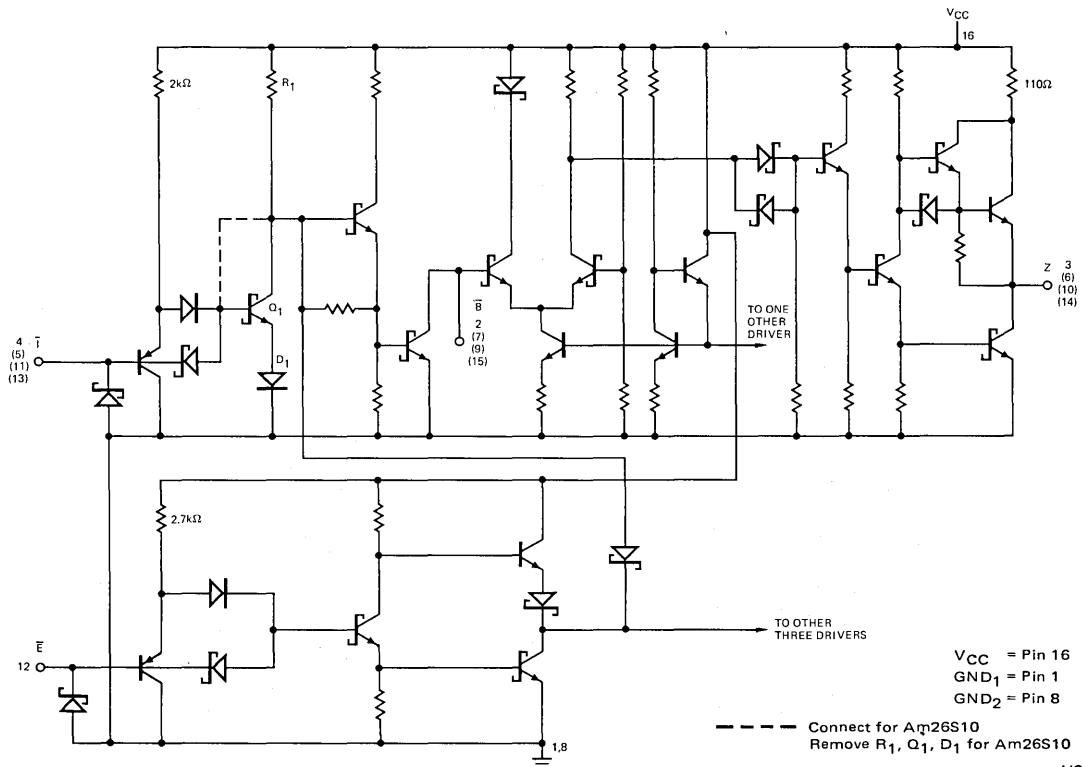 VCC
16
2kΩ
R1
110Ω
Q1
D1
4
(5)
(11)
(13)
I̅
B̅
2
(7)
(9)
(15)
TO ONE
OTHER
DRIVER
Z
3
(6)
(10)
(14)
2.7kΩ
E̅
12
TO OTHER
THREE DRIVERS
1,8
VCC = Pin 16
GND1 = Pin 1
GND2 = Pin 8
Connect for Am26S10
Remove R1, Q1, D1 for Am26S10